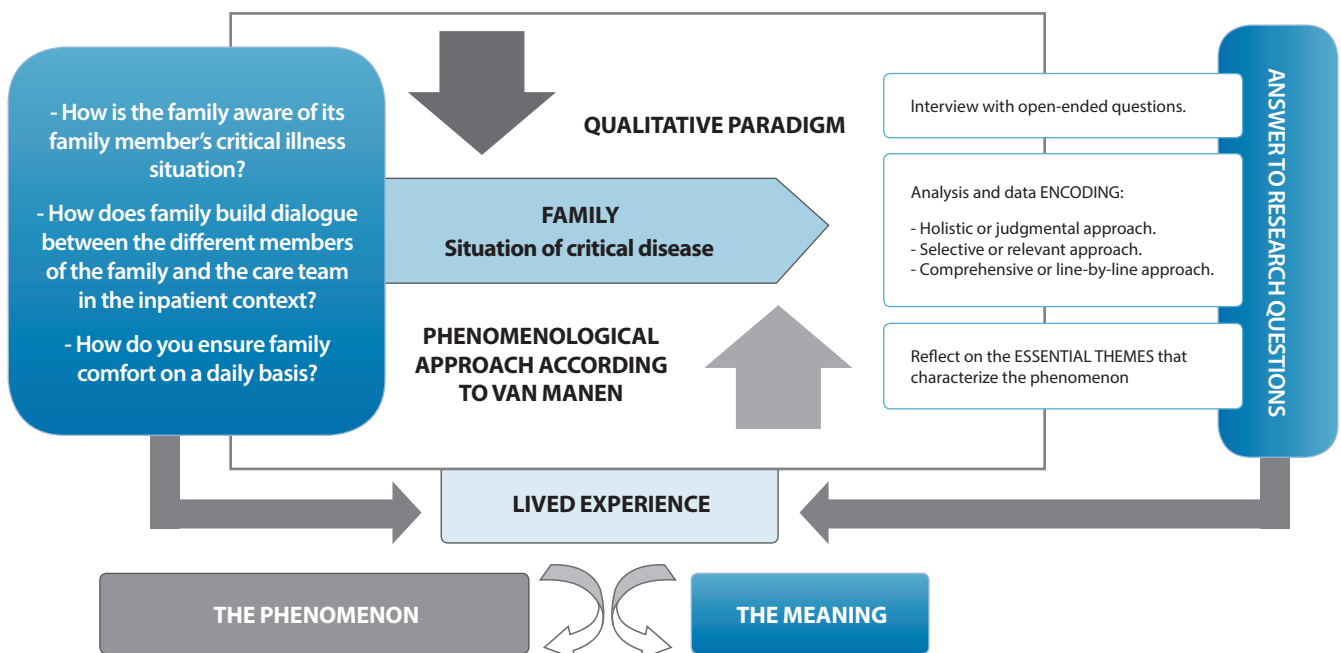 - How is the family aware of its
family member's critical illness
situation?
- How does family build dialogue
between the different members
of the family and the care team
in the inpatient context?
- How do you ensure family
comfort on a daily basis?
QUALITATIVE PARADIGM
FAMILY
Situation of critical disease
PHENOMENOLOGICAL
APPROACH ACCORDING
TO VAN MANEN
Interview with open-ended questions.
Analysis and data ENCODING:
- Holistic or judgmental approach.
- Selective or relevant approach.
- Comprehensive or line-by-line approach.
Reflect on the ESSENTIAL THEMES that
characterize the phenomenon
ANSWER TO RESEARCH QUESTIONS
LIVED EXPERIENCE
THE PHENOMENON
THE MEANING